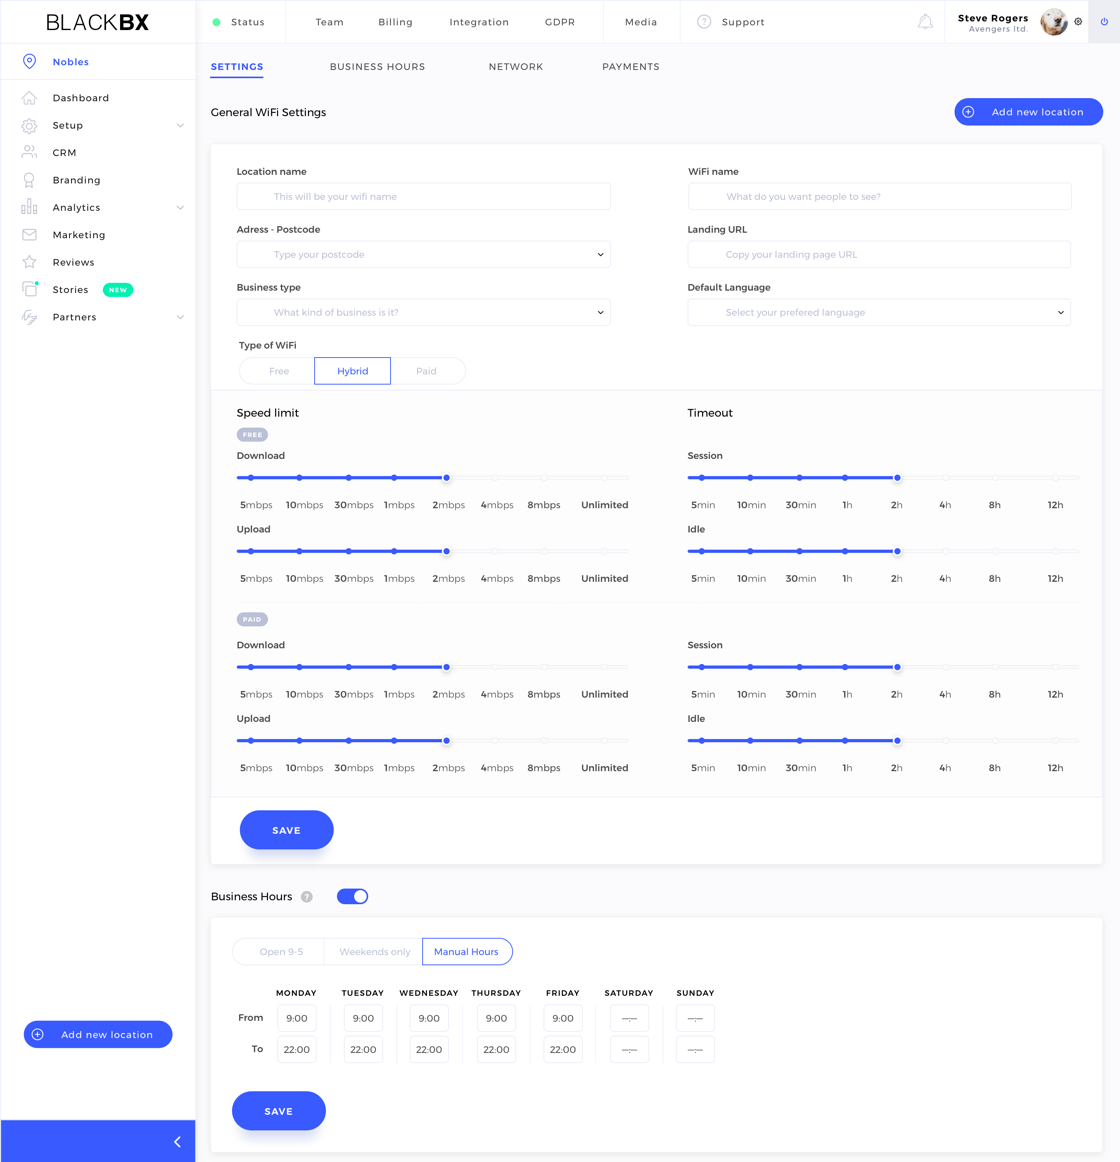 BLACKBX
Status Team Billing Integration GDPR Media ? Support
Steve Rogers
Avengers ltd.
Nobles
Dashboard
Setup
CRM
Branding
Analytics
Marketing
Reviews
Stories NEW
Partners
Add new location
SETTINGS BUSINESS HOURS NETWORK PAYMENTS
General WiFi Settings
Add new location
Location name
This will be your wifi name
WiFi name
What do you want people to see?
Adress - Postcode
Type your postcode
Landing URL
Copy your landing page URL
Business type
What kind of business is it?
Default Language
Select your prefered language
Type of WiFi
Free Hybrid Paid
Speed limit
Timeout
FREE
Download
5mbps 10mbps 30mbps 1mbps 2mbps 4mbps 8mbps Unlimited
Session
5min 10min 30min 1h 2h 4h 8h 12h
Upload
5mbps 10mbps 30mbps 1mbps 2mbps 4mbps 8mbps Unlimited
Idle
5min 10min 30min 1h 2h 4h 8h 12h
PAID
Download
5mbps 10mbps 30mbps 1mbps 2mbps 4mbps 8mbps Unlimited
Session
5min 10min 30min 1h 2h 4h 8h 12h
Upload
5mbps 10mbps 30mbps 1mbps 2mbps 4mbps 8mbps Unlimited
Idle
5min 10min 30min 1h 2h 4h 8h 12h
SAVE
Business Hours ?
Open 9-5 Weekends only Manual Hours
MONDAY TUESDAY WEDNESDAY THURSDAY FRIDAY SATURDAY SUNDAY
From 9:00 9:00 9:00 9:00 9:00 —:— —:—
To 22:00 22:00 22:00 22:00 22:00 —:— —:—
SAVE